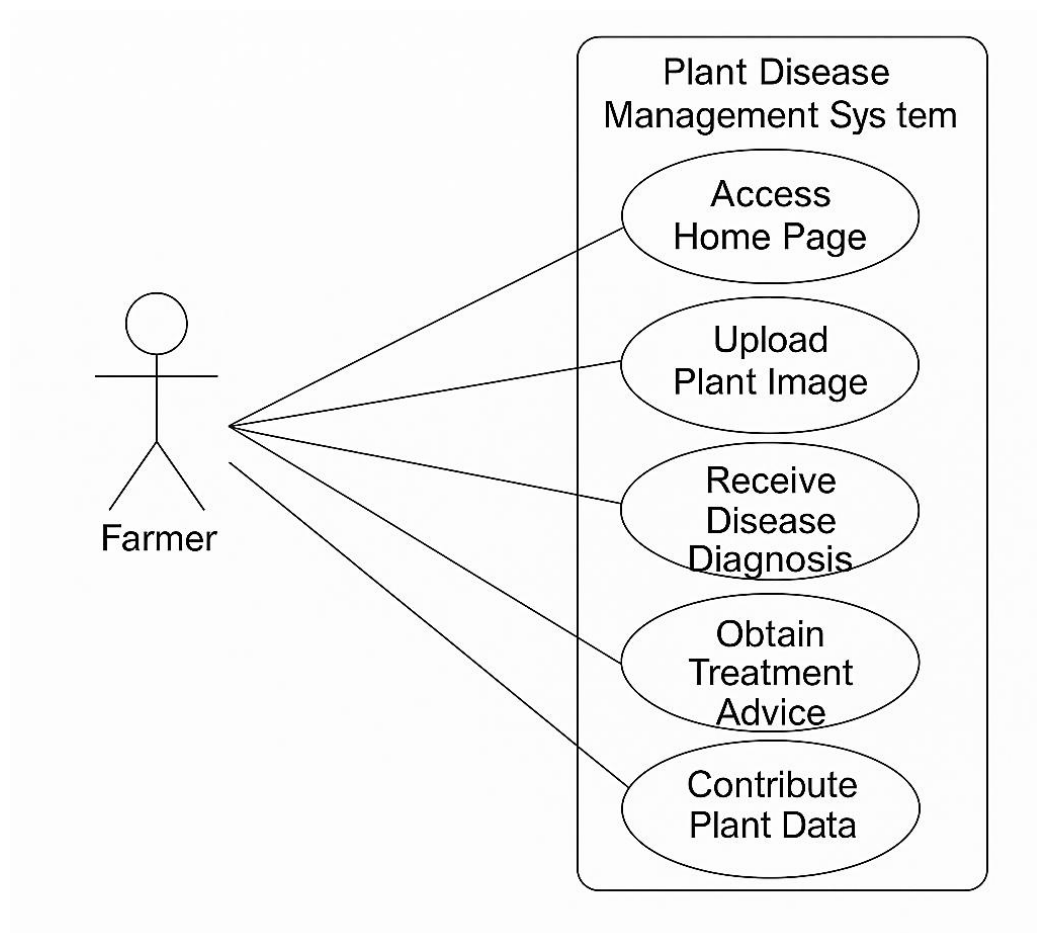 Plant Disease
Management Sys tem
Access
Home Page
Upload
Plant Image
Receive
Disease
Diagnosis
Obtain
Treatment
Advice
Contribute
Plant Data
Farmer